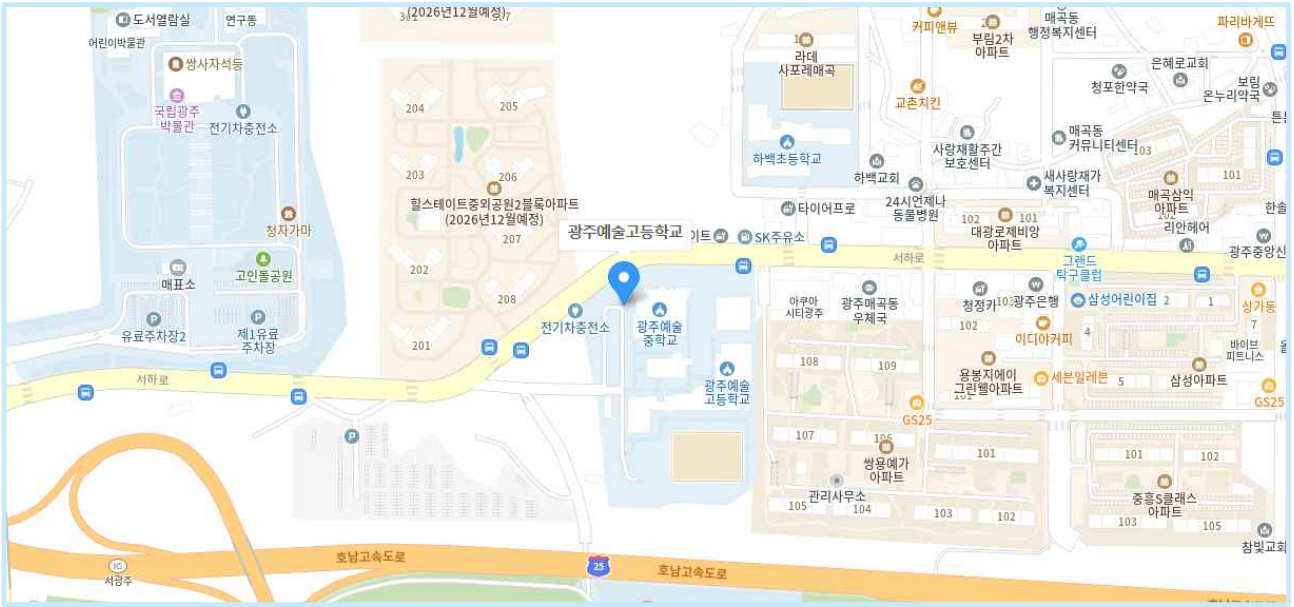 도서열람실
연구동
301
(2026년12월예정)
307
어린이박물관
쌍사자석등
국립광주
박물관
전기차충전소
청자가마
고인돌공원
매표소
유료주차장2
제1유료
주차장
204
205
203
206
힐스테이트중외공원2블록아파트
(2026년12월예정)
207
202
208
201
광주예술고등학교
이트
SK주유소
전기차충전소
광주예술
중학교
광주예술
고등학교
서하로
서하로
커피앤뷰
부림2차
아파트
매곡동
행정복지센터
파리바게뜨
라데
사포레매곡
은혜로교회
청포한약국
보림
온누리약국
튼튼
교촌치킨
하백초등학교
사랑재활주간
보호센터
매곡동
커뮤니티센터
103
하백교회
새사랑재가
복지센터
101
매곡삼익
아파트
102
한솔
24시언제나
동물병원
타이어프로
102
101
대광로제비앙
아파트
리안헤어
광주중앙신
그랜드
탁구클럽
아쿠아
시티광주
광주매곡동
우체국
청정카
103
광주은행
삼성어린이집
2
1
상가동
102
이디야커피
4
7
바이브
피트니스
108
109
용봉지에이
그린웰아파트
101
세븐일레븐
5
삼성아파트
GS25
GS25
107
106
쌍용예가
아파트
101
101
102
관리사무소
105
104
103
102
중흥S클래스
아파트
103
105
참빛교회
호남고속도로
25
호남고속도로
IC
서광주
P
P
P